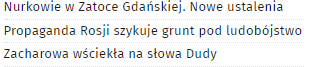 Nurkowie w Zatoce Gdańskiej. Nowe ustalenia
Propaganda Rosji szykuje grunt pod ludobójstwo
Zacharowa wściekła na słowa Dudy